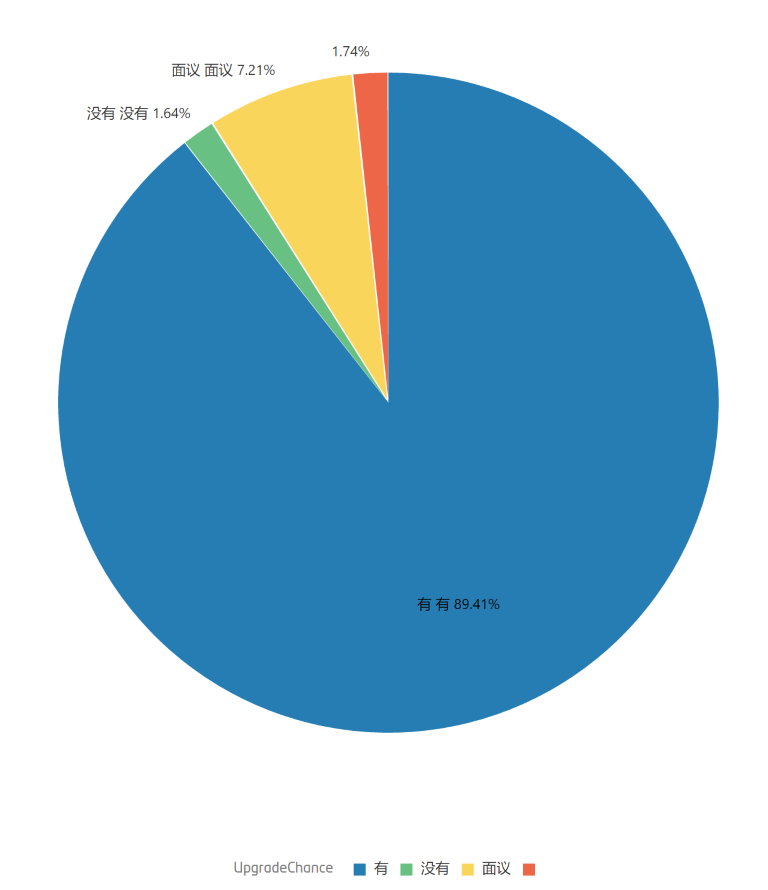 1.74%
面议 面议 7.21%
没有 没有 1.64%
有 有 89.41%
UpgradeChance 有 没有 面议